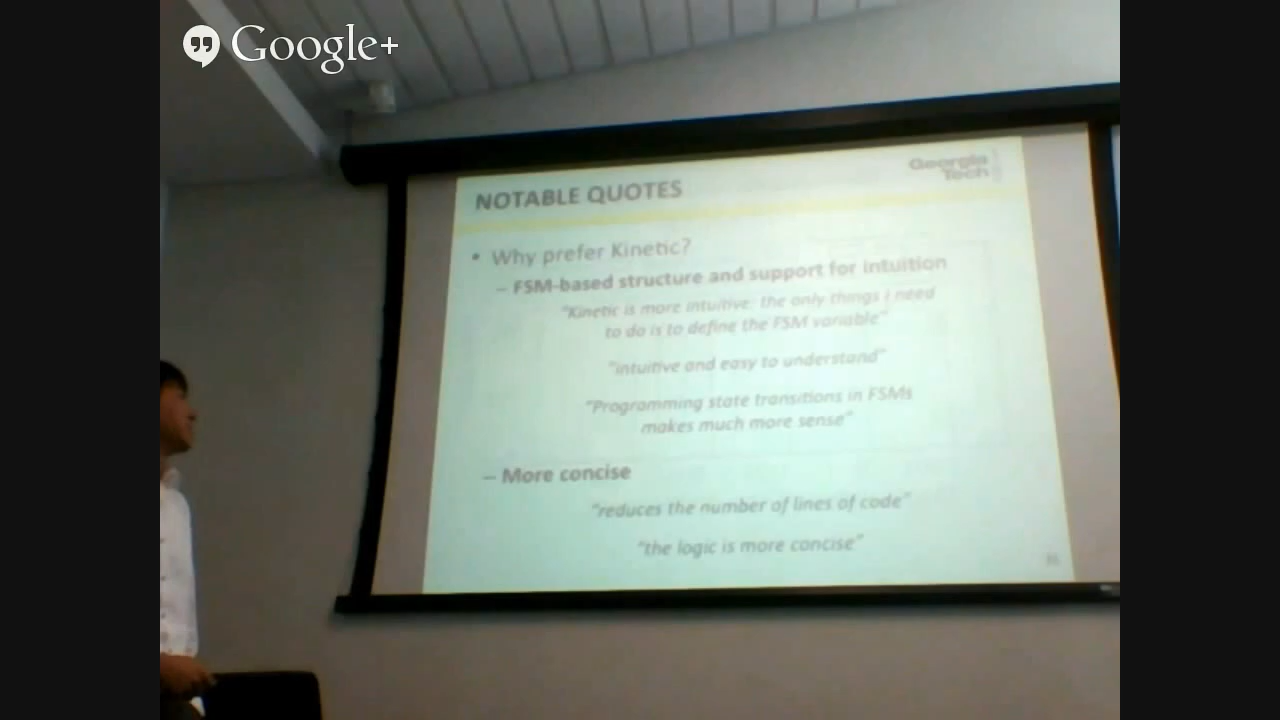 Google+
Georgia
Tech
NOTABLE QUOTES
• Why prefer Kinetic?
– FSM-based structure and support for intuition
"Kinetic is more intuitive: the only things I need
to do is to define the FSM variable"
"intuitive and easy to understand"
"Programming state transitions in FSMs
makes much more sense"
– More concise
"reduces the number of lines of code"
"the logic is more concise"